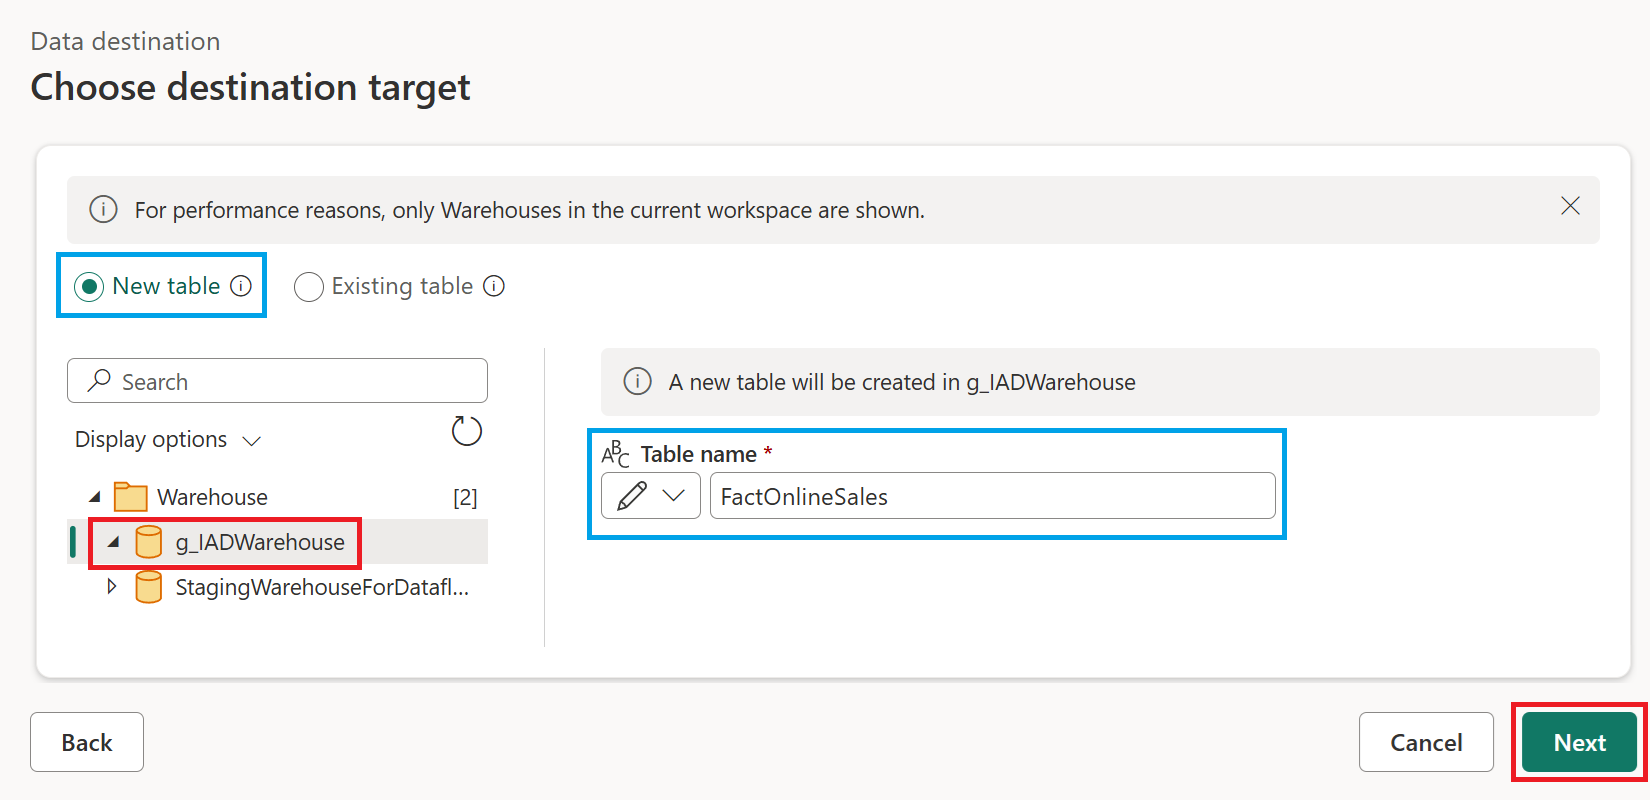 Data destination
Choose destination target
For performance reasons, only Warehouses in the current workspace are shown.
New table
Existing table
Search
A new table will be created in g_IADWarehouse
Display options
ABC Table name *
FactOnlineSales
Warehouse [2]
g_IADWarehouse
StagingWarehouseForDatafl...
Back
Cancel
Next